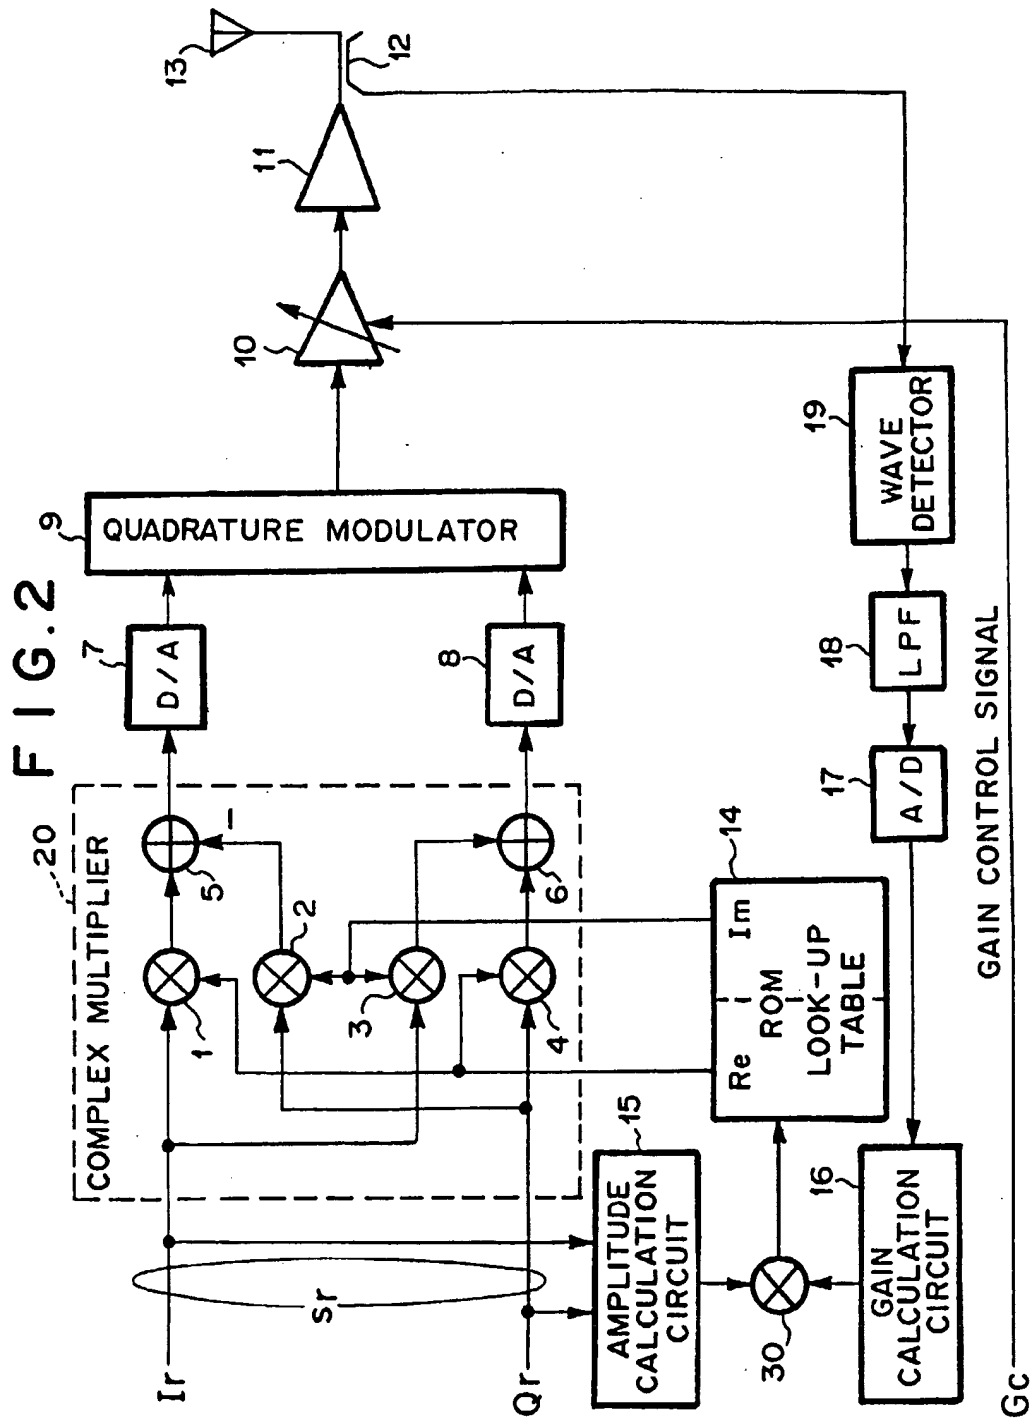 FIG.2
20
COMPLEX MULTIPLIER
Ir
Qr
Sr
1
2
3
4
5
6
–
7
D/A
8
D/A
9
QUADRATURE MODULATOR
10
11
12
13
14
Re
Im
ROM
LOOK-UP
TABLE
15
AMPLITUDE
CALCULATION
CIRCUIT
30
16
GAIN
CALCULATION
CIRCUIT
17
A/D
18
LPF
19
WAVE
DETECTOR
GAIN CONTROL SIGNAL
Gc